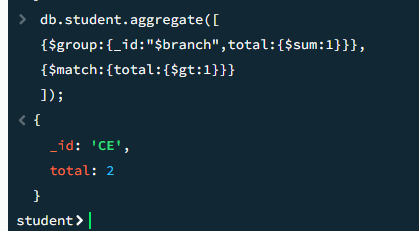 > db.student.aggregate([
{$group:{_id:"$branch",total:{$sum:1}}},
{$match:{total:{$gt:1}}}
]);
< {
_id: 'CE',
total: 2
}
student>